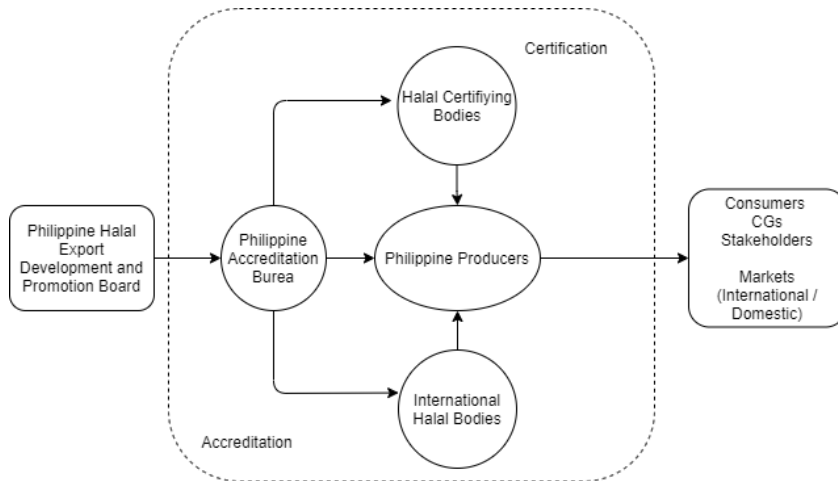 Certification
Halal Certifiying
Bodies
Philippine Halal
Export
Development and
Promotion Board
Philippine
Accreditation
Burea
Philippine Producers
Consumers
CGs
Stakeholders
Markets
(International /
Domestic)
International
Halal Bodies
Accreditation